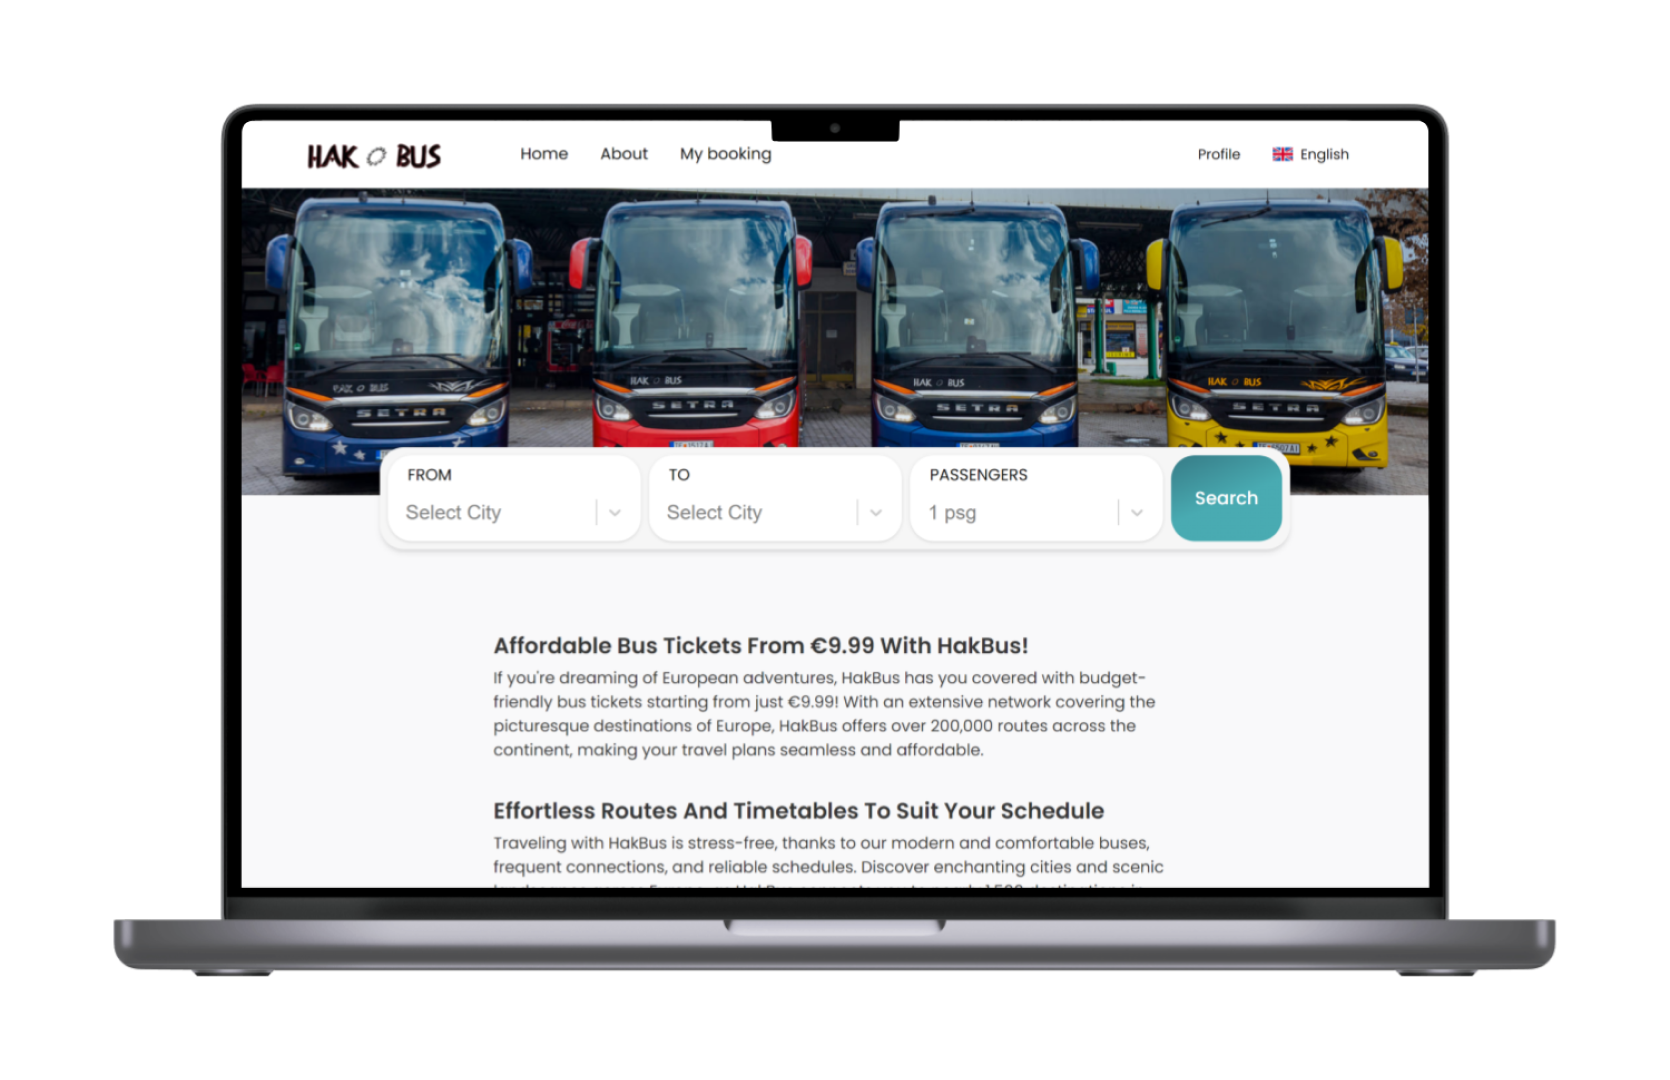 HAK BUS
Home About My booking
Profile English
HAK O BUS
HAK O BUS
HAK O BUS
HAK O BUS
SETRA
SETRA
SETRA
SETRA
FROM
Select City
TO
Select City
PASSENGERS
1 psg
Search
Affordable Bus Tickets From €9.99 With HakBus!
If you're dreaming of European adventures, HakBus has you covered with budget-
friendly bus tickets starting from just €9.99! With an extensive network covering the
picturesque destinations of Europe, HakBus offers over 200,000 routes across the
continent, making your travel plans seamless and affordable.
Effortless Routes And Timetables To Suit Your Schedule
Traveling with HakBus is stress-free, thanks to our modern and comfortable buses,
frequent connections, and reliable schedules. Discover enchanting cities and scenic